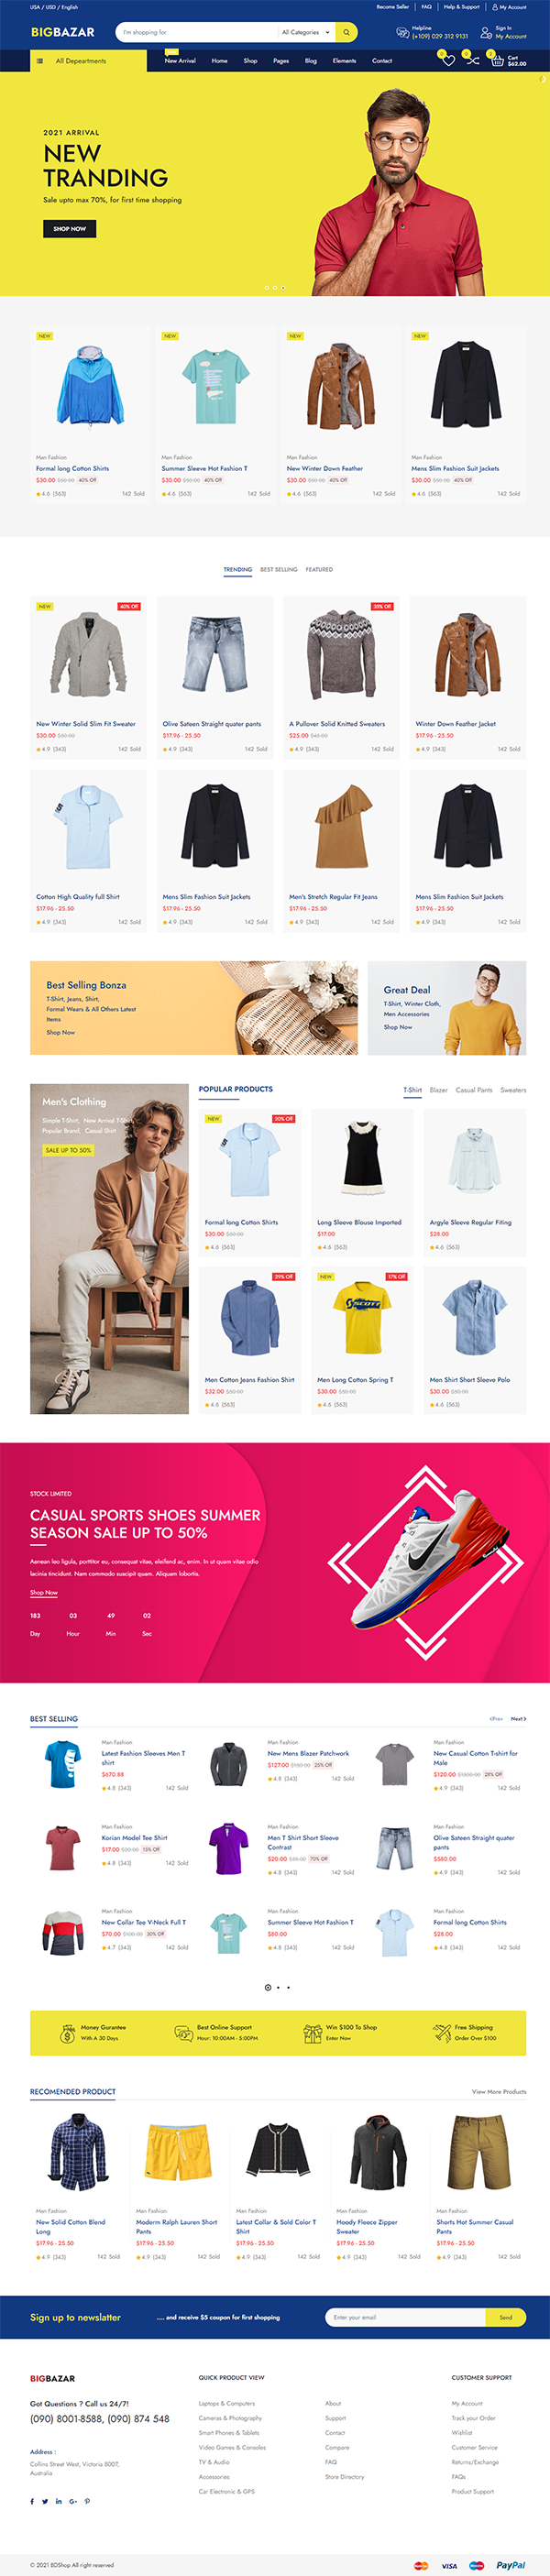 USA / USD / English
Become Seller
FAQ
Help & Support
My Account
BIGBAZAR
I'm shopping for
All Categories
Helpline
(+109) 029 312 9131
Sign In
My Account
All Depeartments
New Arrival
Home
Shop
Pages
Blog
Elements
Contact
0
0
2
Cart
$62.00
2021 ARRIVAL
NEW
TRANDING
Sale upto max 70%, for first time shopping
SHOP NOW
NEW
NEW
NEW
NEW
Man Fashion
Man Fashion
Man Fashion
Man Fashion
Formal long Cotton Shirts
Summer Sleeve Hot Fashion T
New Winter Down Feather
Mens Slim Fashion Suit Jackets
$30.00 $50.00 40% Off
$30.00 $50.00 40% Off
$30.00 $50.00 40% Off
$30.00 $50.00 40% Off
4.6 (563) 142 Sold
4.6 (563) 142 Sold
4.6 (563) 142 Sold
4.6 (563) 142 Sold
TRENDING
BEST SELLING
FEATURED
NEW
40% Off
35% Off
New Winter Solid Slim Fit Sweater
Olive Sateen Straight quater pants
A Pullover Solid Knitted Sweaters
Winter Down Feather Jacket
$30.00 $50.00
$17.96 - 25.50
$25.00 $45.00
$17.96 - 25.50
4.9 (343) 142 Sold
4.9 (343) 142 Sold
4.9 (343) 142 Sold
4.9 (343) 142 Sold
Cotton High Quality full Shirt
Mens Slim Fashion Suit Jackets
Men's Stretch Regular Fit Jeans
Mens Slim Fashion Suit Jackets
$17.96 - 25.50
$17.96 - 25.50
$17.96 - 25.50
$17.96 - 25.50
4.9 (343) 142 Sold
4.9 (343) 142 Sold
4.9 (343) 142 Sold
4.9 (343) 142 Sold
Best Selling Bonza
T-Shirt, Jeans, Shirt,
Formal Wears & All Others Latest
Items
Shop Now
Great Deal
T-Shirt, Winter Cloth,
Men Accessories
Shop Now
Men's Clothing
Simple T-Shirt, New Arrival T-Shirt
Popular Brand, Casual Shirt
SALE UP TO 50%
POPULAR PRODUCTS
T-Shirt
Blazer
Casual Pants
Sweaters
NEW
30% Off
Formal long Cotton Shirts
Long Sleeve Blouse Imported
Argyle Sleeve Regular Fiting
$30.00 $50.00
$17.00
$28.00
4.6 (563)
4.6 (563)
4.6 (563)
39% Off
NEW
17% Off
SCOTT
Men Cotton Jeans Fashion Shirt
Men Long Cotton Spring T
Men Shirt Short Sleeve Polo
$32.00 $50.00
$30.00 $50.00
$30.00 $50.00
4.6 (563)
4.6 (563)
4.6 (563)
STOCK LIMITED
CASUAL SPORTS SHOES SUMMER
SEASON SALE UP TO 50%
Aenean leo ligula, porttitor eu, consequat vitae, eleifend ac, enim. In ut quam vitae odio
lacinia tincidunt. Nam commodo suscipit quam. Aliquam lobortis.
Shop Now
183 03 49 02
Day Hour Min Sec
BEST SELLING
Prev
Next
Man Fashion
Latest Fashion Sleeves Men T
shirt
$670.88
4.8 (343) 142 Sold
Man Fashion
New Mens Blazer Patchwork
$127.00 $150.00 25% Off
4.8 (343) 142 Sold
Man Fashion
New Casual Cotton T-shirt for
Male
$120.00 $1500.00 28% Off
4.9 (343) 142 Sold
Man Fashion
Korian Model Tee Shirt
$17.00 $20.00 15% Off
4.8 (343) 142 Sold
Man Fashion
Men T Shirt Short Sleeve
Contrast
$20.00 $35.00 70% Off
4.8 (343) 142 Sold
Man Fashion
Olive Sateen Straight quater
pants
$580.00
4.9 (343) 142 Sold
Man Fashion
New Collar Tee V-Neck Full T
$70.00 $100.00 30% Off
4.7 (343) 142 Sold
Man Fashion
Summer Sleeve Hot Fashion T
$80.00
4.8 (343) 142 Sold
Man Fashion
Formal long Cotton Shirts
$28.00
4.8 (343) 142 Sold
Money Gurantee
With A 30 Days
Best Online Support
Hour: 10:00AM - 5:00PM
Win $100 To Shop
Enter Now
Free Shipping
Order Over $100
RECOMENDED PRODUCT
View More Products
Man Fashion
Man Fashion
Man Fashion
Man Fashion
Man Fashion
New Solid Cotton Blend
Long
Moderm Ralph Lauren Short
Pants
Latest Collar & Sold Color T
Shirt
Hoody Fleece Zipper
Sweater
Shorts Hot Summer Casual
Pants
$17.96 - 25.50
$17.96 - 25.50
$17.96 - 25.50
$17.96 - 25.50
$17.96 - 25.50
4.9 (343) 142 Sold
4.9 (343) 142 Sold
4.9 (343) 142 Sold
4.9 (343) 142 Sold
4.9 (343) 142 Sold
Sign up to newslatter
.... and receive $5 coupon for first shopping
Enter your email
Send
BIGBAZAR
Got Questions ? Call us 24/7!
(090) 8001-8588, (090) 874 548
Address :
Collins Street West, Victoria 8007,
Australia
QUICK PRODUCT VIEW
Laptops & Computers
Cameras & Photography
Smart Phones & Tablets
Video Games & Consoles
TV & Audio
Accessories
Car Electronic & GPS
About
Support
Contact
Compare
FAQ
Store Directory
CUSTOMER SUPPORT
My Account
Track your Order
Wishlist
Customer Service
Returns/Exchange
FAQs
Product Support
© 2021 BDShop All right reserved
VISA
PayPal